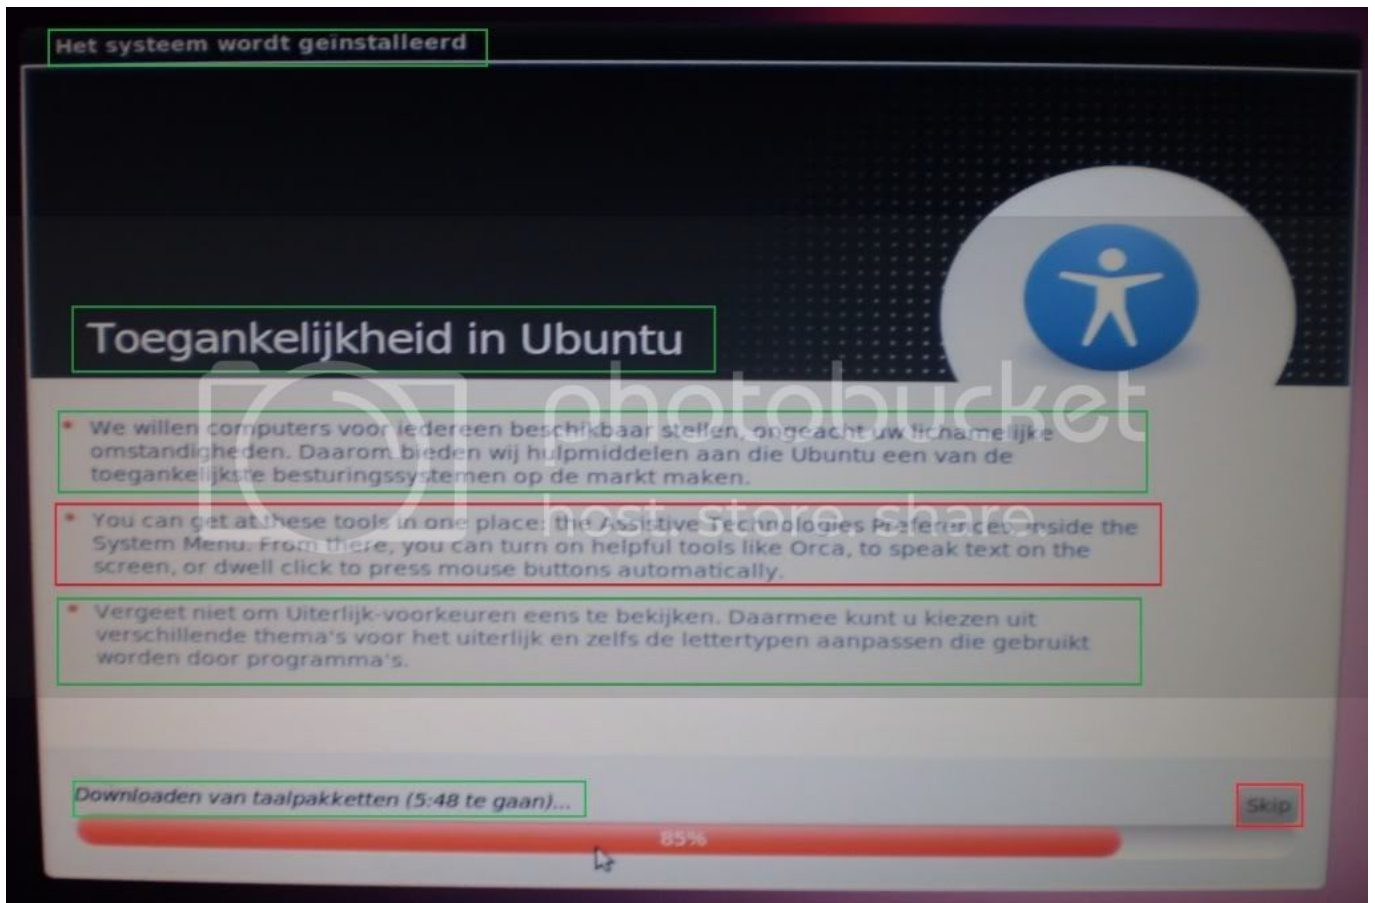 Het systeem wordt geïnstalleerd
Toegankelijkheid in Ubuntu
photobucket
host. store. share.
• We willen computers voor iedereen beschikbaar stellen, ongeacht uw lichamelijke
omstandigheden. Daarom bieden wij hulpmiddelen aan die Ubuntu een van de
toegankelijkste besturingssystemen op de markt maken.
• You can get at these tools in one place: the Assistive Technologies Preferences, inside the
System Menu. From there, you can turn on helpful tools like Orca, to speak text on the
screen, or dwell click to press mouse buttons automatically.
• Vergeet niet om Uiterlijk-voorkeuren eens te bekijken. Daarmee kunt u kiezen uit
verschillende thema's voor het uiterlijk en zelfs de lettertypen aanpassen die gebruikt
worden door programma's.
Downloaden van taalpakketten (5:48 te gaan)...
Skip
85%